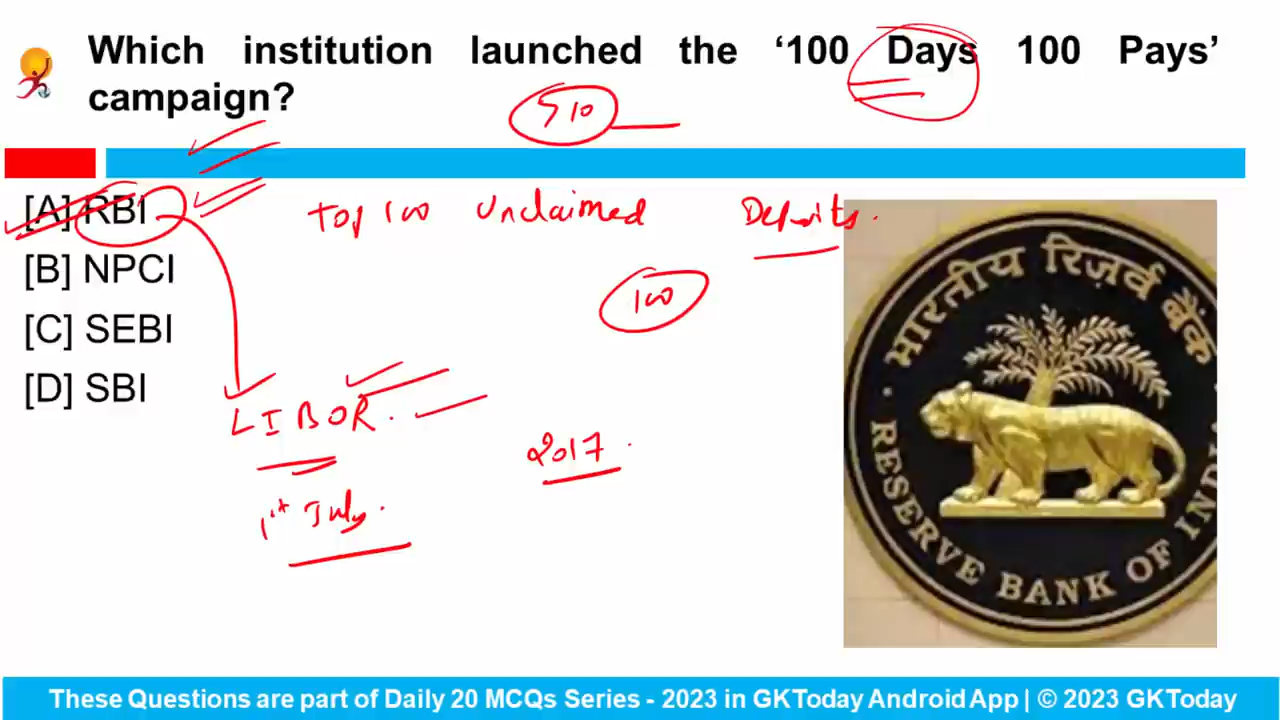 Which institution launched the ‘100 Days 100 Pays’
campaign?
510
[A] RBI
Top 100 Unclaimed Deposits.
[B] NPCI
100
[C] SEBI
[D] SBI
LIBOR.
2017.
1st July.
भारतीय रिज़र्व बैंक
RESERVE BANK OF INDIA
These Questions are part of Daily 20 MCQs Series - 2023 in GKToday Android App | © 2023 GKToday